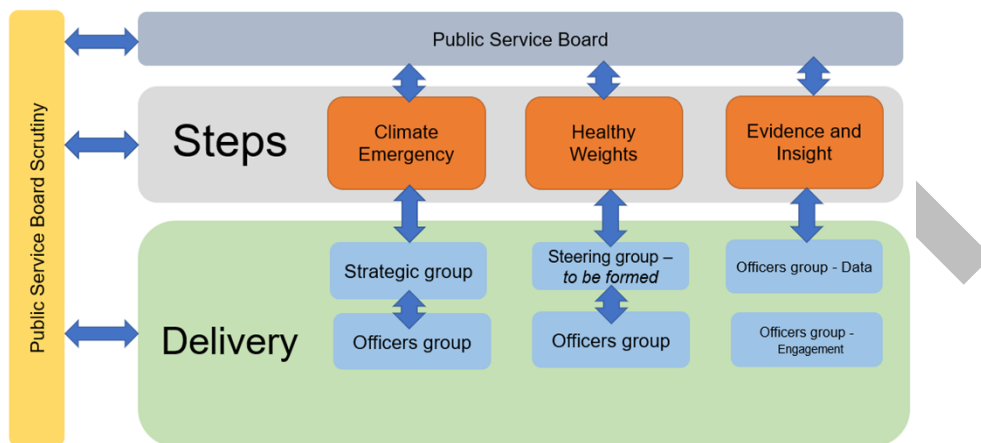 Public Service Board Scrutiny
Public Service Board
Steps
Climate
Emergency
Healthy
Weights
Evidence and
Insight
Delivery
Strategic group
Officers group
Steering group –
to be formed
Officers group
Officers group - Data
Officers group -
Engagement